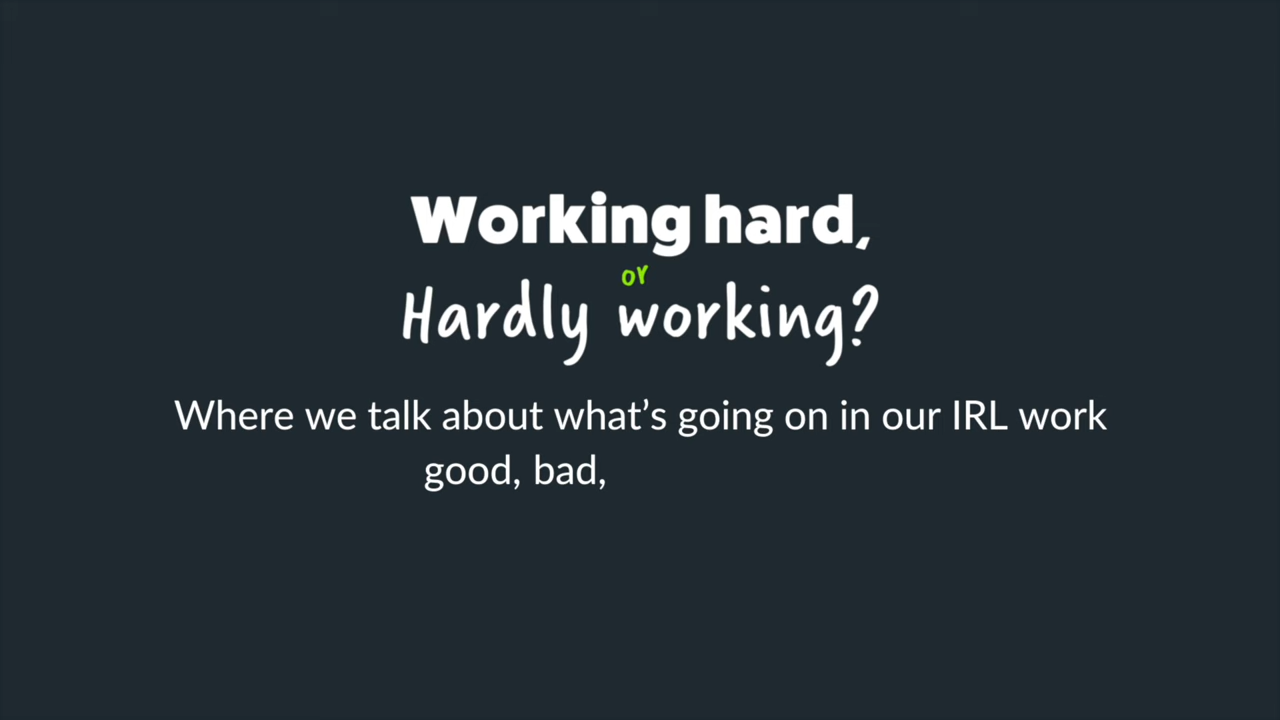 Working hard,
or
Hardly working?
Where we talk about what’s going on in our IRL work
good, bad,